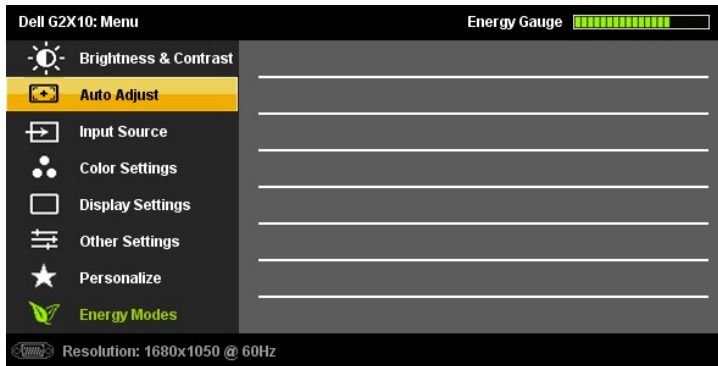 Dell G2X10: Menu Energy Gauge
Brightness & Contrast
Auto Adjust
Input Source
Color Settings
Display Settings
Other Settings
Personalize
Energy Modes
Resolution: 1680x1050 @ 60Hz